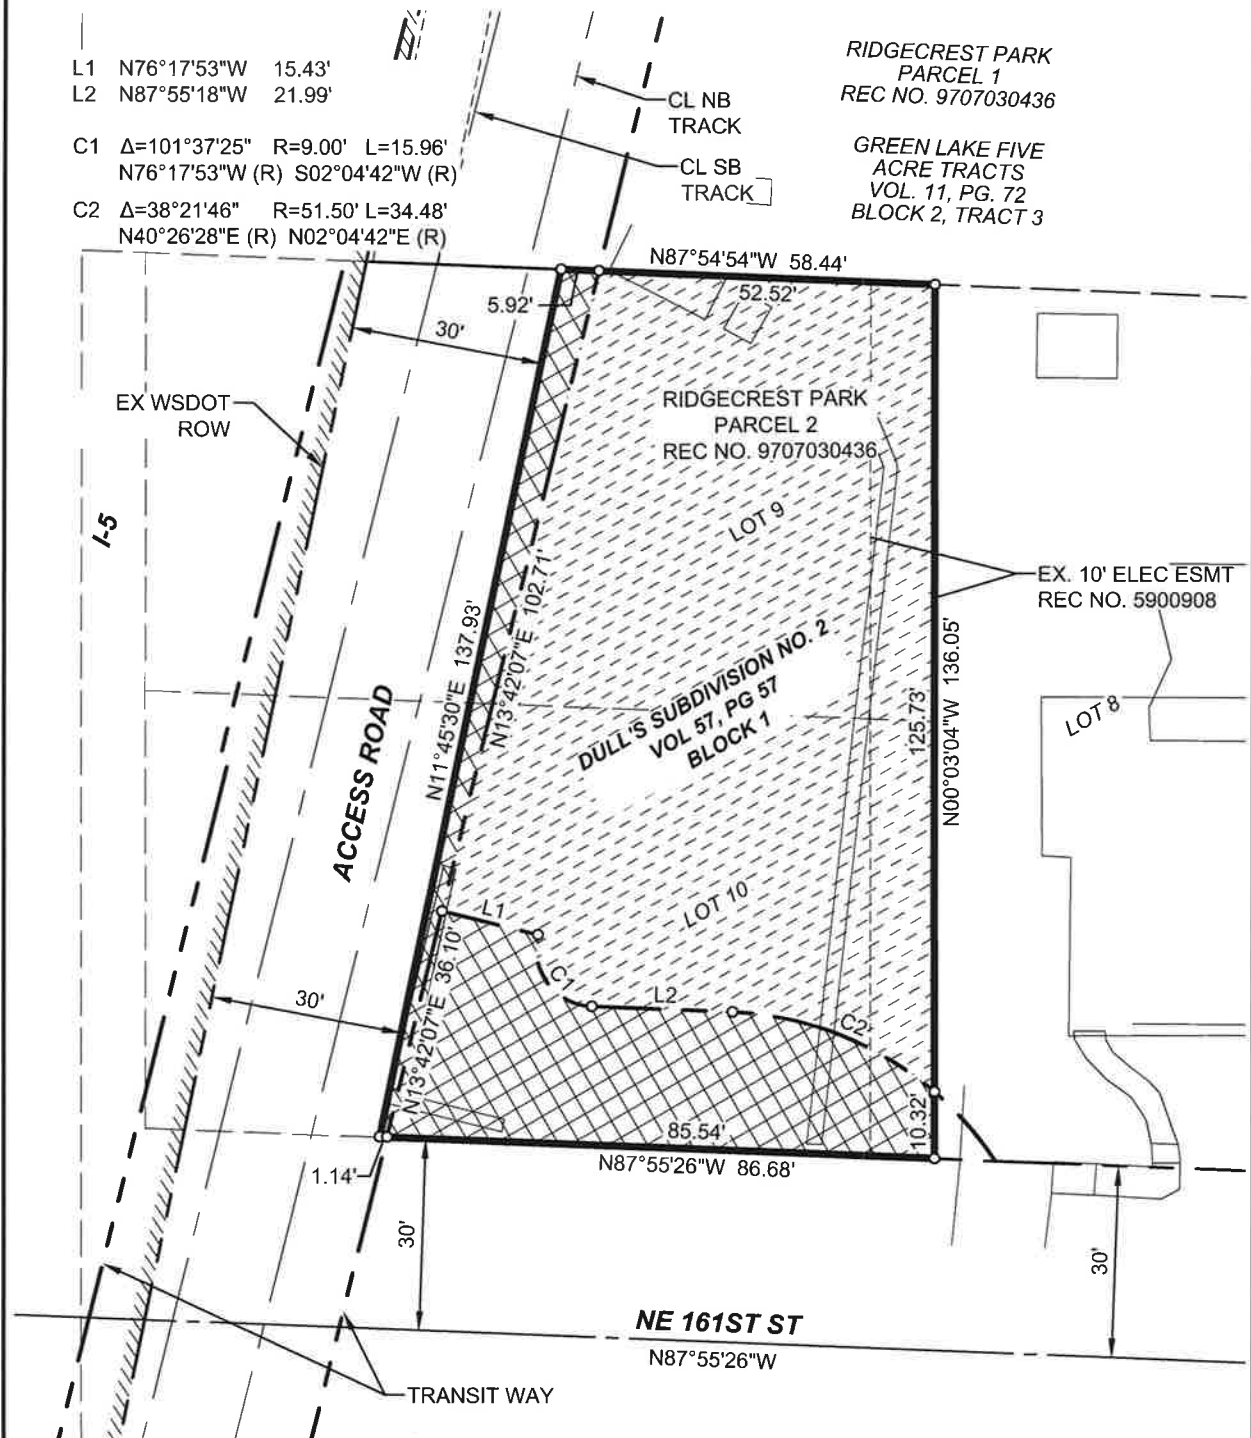 L1 N76°17'53"W 15.43'
L2 N87°55'18"W 21.99'
C1 Δ=101°37'25" R=9.00' L=15.96'
N76°17'53"W (R) S02°04'42"W (R)
C2 Δ=38°21'46" R=51.50' L=34.48'
N40°26'28"E (R) N02°04'42"E (R)
RIDGECREST PARK
PARCEL 1
REC NO. 9707030436
GREEN LAKE FIVE
ACRE TRACTS
VOL. 11, PG. 72
BLOCK 2, TRACT 3
CL NB
TRACK
CL SB
TRACK
N87°54'54"W 58.44'
52.52'
5.92'
30'
EX WSDOT
ROW
RIDGECREST PARK
PARCEL 2
REC NO. 9707030436
LOT 9
I-5
EX. 10' ELEC ESMT
REC NO. 5900908
N11°45'30"E 137.93'
N13°42'07"E 102.71'
DULL'S SUBDIVISION NO. 2
VOL 57, PG 57
BLOCK 1
125.73'
N00°03'04"W 136.05'
LOT 8
ACCESS ROAD
LOT 10
L1
C1
L2
C2
N13°42'07"E 36.10'
30'
10.32'
85.54'
N87°55'26"W 86.68'
1.14'
30'
30'
NE 161ST ST
N87°55'26"W
TRANSIT WAY